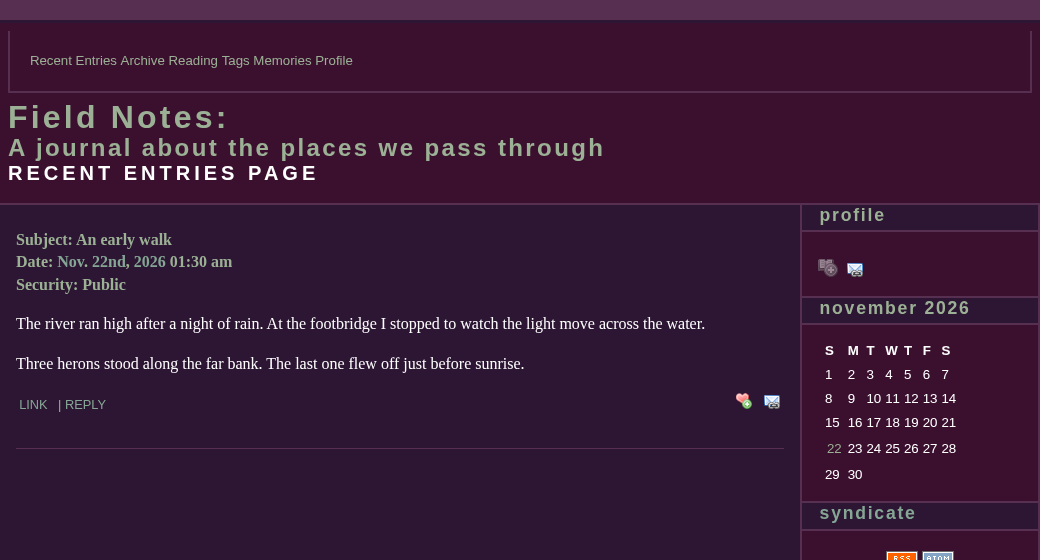 Recent Entries Archive Reading Tags Memories Profile
Field Notes:
A journal about the places we pass through
RECENT ENTRIES PAGE
Subject: An early walk
Date: Nov. 22nd, 2026 01:30 am
Security: Public
The river ran high after a night of rain. At the footbridge I stopped to watch the light move across the water.
Three herons stood along the far bank. The last one flew off just before sunrise.
LINK | REPLY
profile
november 2026
S M T W T F S
1 2 3 4 5 6 7
8 9 10 11 12 13 14
15 16 17 18 19 20 21
22 23 24 25 26 27 28
29 30
syndicate
RSS ATOM